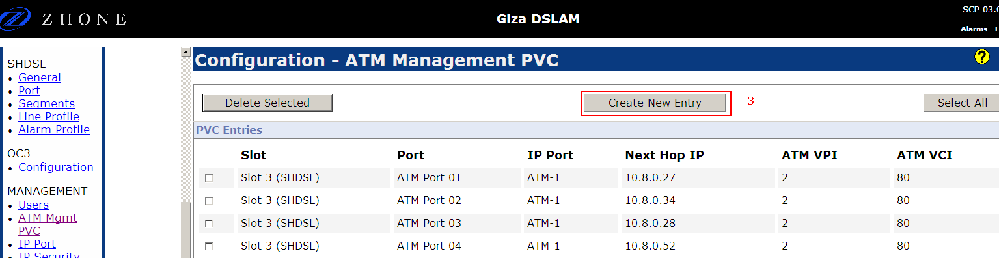 ZHONE
Giza DSLAM
SCP 03.0
Alarms L
SHDSL
General
Port
Segments
Line Profile
Alarm Profile
OC3
Configuration
MANAGEMENT
Users
ATM Mgmt
PVC
IP Port
IP Security
Configuration - ATM Management PVC
?
Delete Selected
Create New Entry
3
Select All
PVC Entries
Slot Port IP Port Next Hop IP ATM VPI ATM VCI
Slot 3 (SHDSL) ATM Port 01 ATM-1 10.8.0.27 2 80
Slot 3 (SHDSL) ATM Port 02 ATM-1 10.8.0.34 2 80
Slot 3 (SHDSL) ATM Port 03 ATM-1 10.8.0.28 2 80
Slot 3 (SHDSL) ATM Port 04 ATM-1 10.8.0.52 2 80